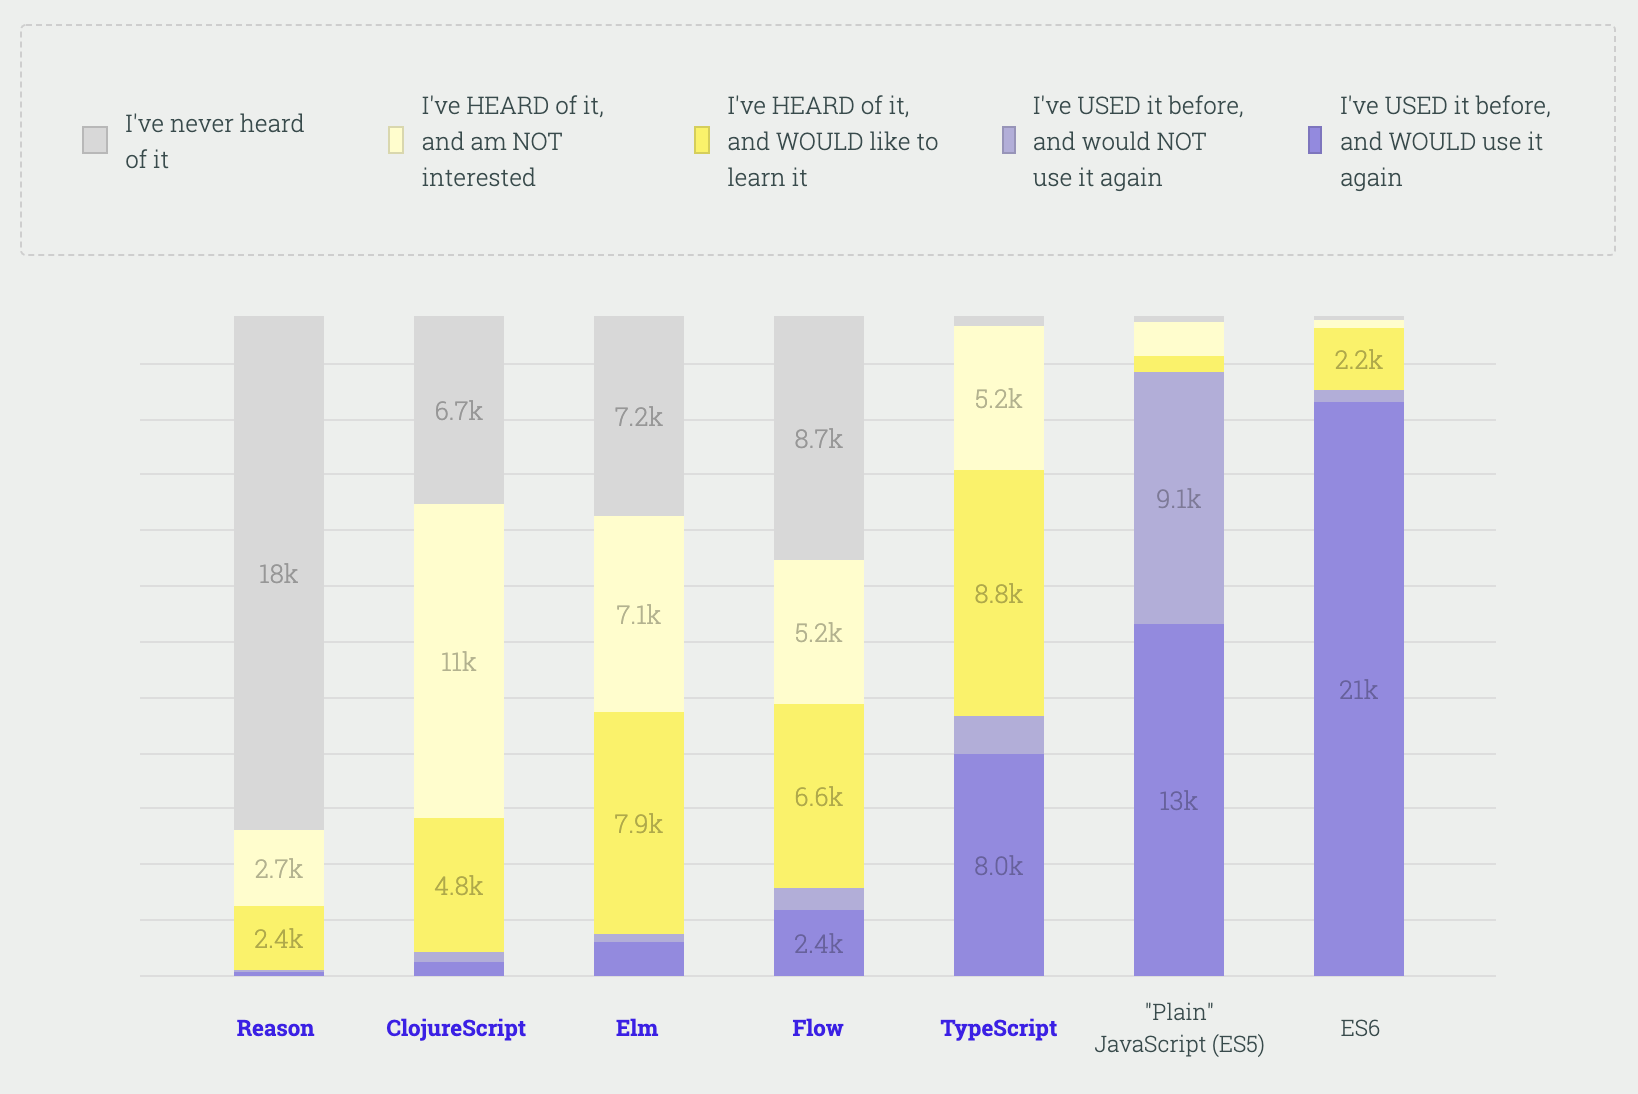 I've never heard
of it
I've HEARD of it,
and am NOT
interested
I've HEARD of it,
and WOULD like to
learn it
I've USED it before,
and would NOT
use it again
I've USED it before,
and WOULD use it
again
18k
2.7k
2.4k
6.7k
11k
4.8k
7.2k
7.1k
7.9k
8.7k
5.2k
6.6k
2.4k
5.2k
8.8k
8.0k
9.1k
13k
2.2k
21k
Reason
ClojureScript
Elm
Flow
TypeScript
"Plain"
JavaScript (ES5)
ES6